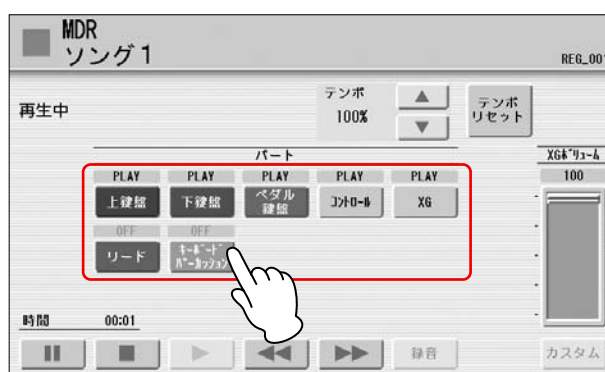 MDR
ソング1
REG_001
再生中
テンポ
100%
テンポ
リセット
パート
XGボリューム
100
PLAY PLAY PLAY PLAY PLAY
上鍵盤 下鍵盤 ペダル鍵盤 コントロール XG
OFF OFF
リード キーボードパーカッション
時間 00:01
録音
カスタム